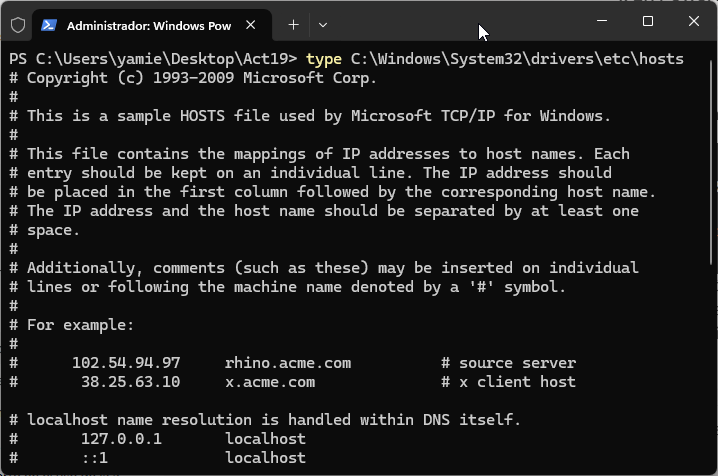 Administrador: Windows Pow
PS C:\Users\yamie\Desktop\Act19> type C:\Windows\System32\drivers\etc\hosts
# Copyright (c) 1993-2009 Microsoft Corp.
#
# This is a sample HOSTS file used by Microsoft TCP/IP for Windows.
#
# This file contains the mappings of IP addresses to host names. Each
# entry should be kept on an individual line. The IP address should
# be placed in the first column followed by the corresponding host name.
# The IP address and the host name should be separated by at least one
# space.
#
# Additionally, comments (such as these) may be inserted on individual
# lines or following the machine name denoted by a '#' symbol.
#
# For example:
#
#      102.54.94.97     rhino.acme.com          # source server
#       38.25.63.10     x.acme.com              # x client host

# localhost name resolution is handled within DNS itself.
#       127.0.0.1       localhost
#       ::1             localhost